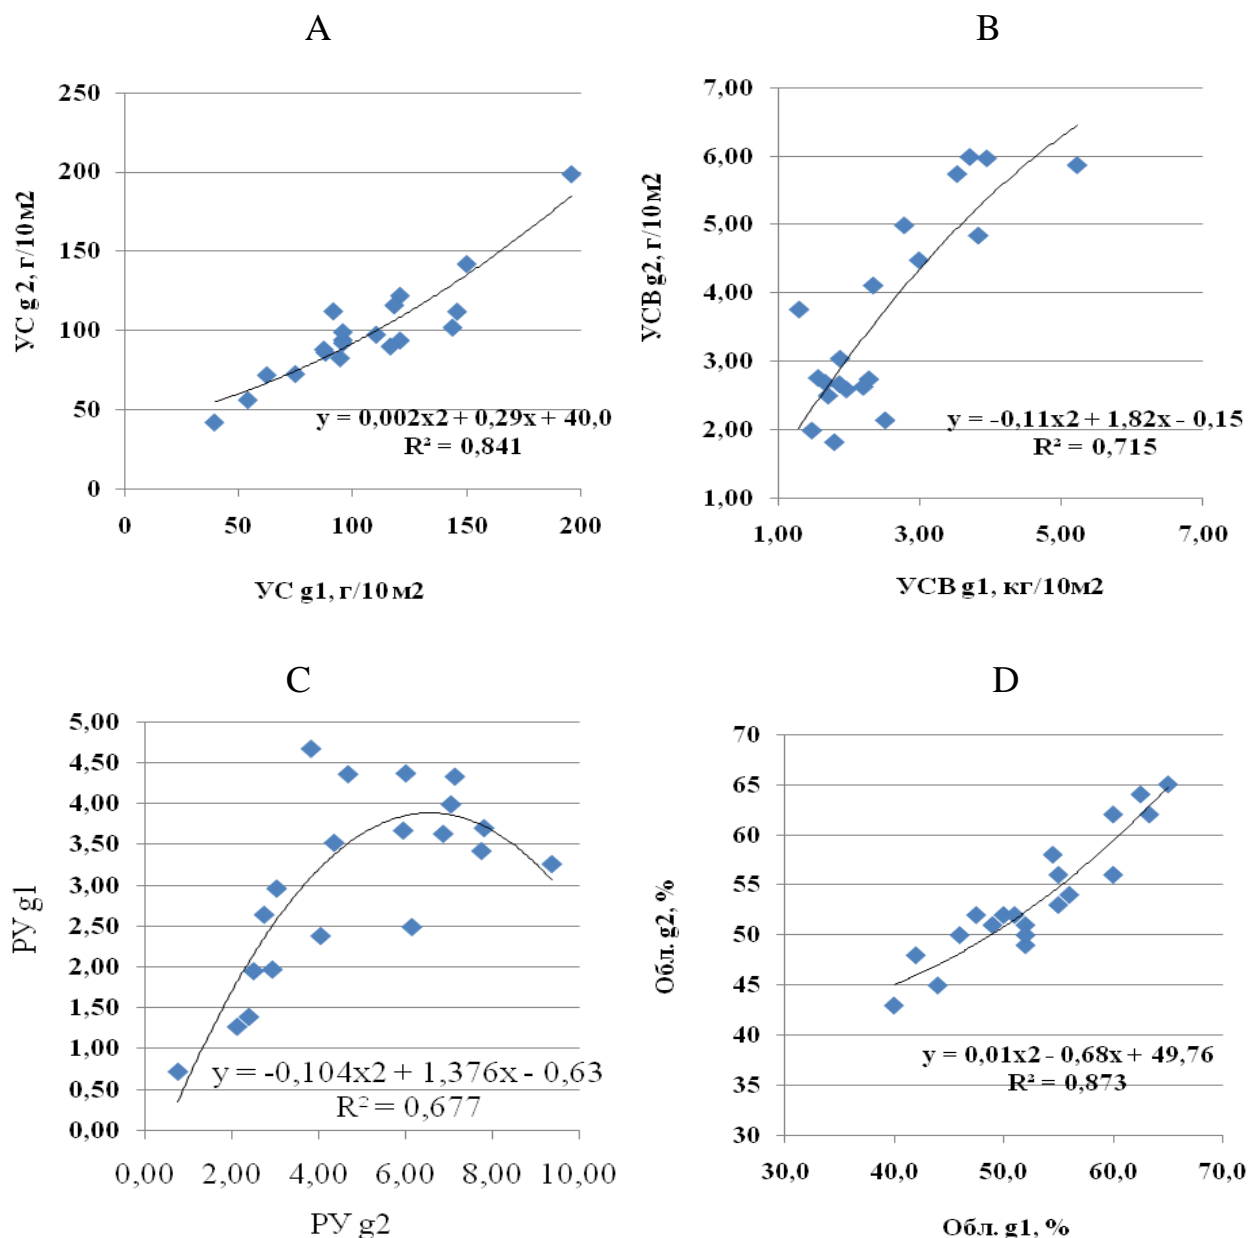 A
B
250
200
150
100
50
0
0
50
100
150
200
УС g 2, г/10м2
УС g1, г/10 м2
y = 0,002x2 + 0,29x + 40,0
R² = 0,841
7,00
6,00
5,00
4,00
3,00
2,00
1,00
1,00
3,00
5,00
7,00
УСВ g2, г/10м2
УСВ g1, кг/10м2
y = -0,11x2 + 1,82x - 0,15
R² = 0,715
C
D
5,00
4,50
4,00
3,50
3,00
2,50
2,00
1,50
1,00
0,50
0,00
0,00
2,00
4,00
6,00
8,00
10,00
РУ g1
РУ g2
y = -0,104x2 + 1,376x - 0,63
R² = 0,677
70
65
60
55
50
45
40
35
30
30,0
40,0
50,0
60,0
70,0
Обл. g2, %
Обл. g1, %
y = 0,01x2 - 0,68x + 49,76
R² = 0,873